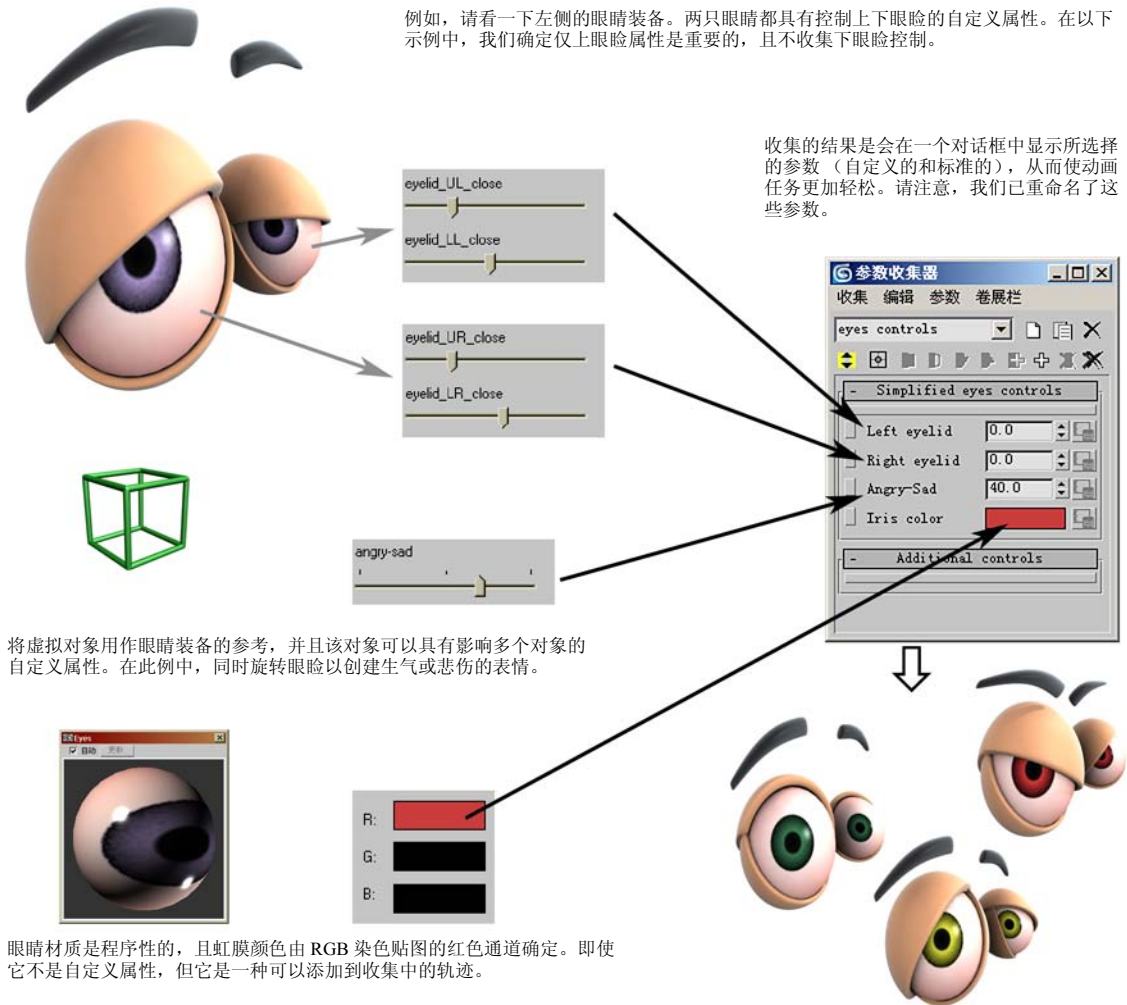 例如，请看一下左侧的眼睛装备。两只眼睛都具有控制上下眼睑的自定义属性。在以下
示例中，我们确定仅上眼睑属性是重要的，且不收集下眼睑控制。
收集的结果是会在一个对话框中显示所选择
的参数 （自定义的和标准的），从而使动画
任务更加轻松。请注意，我们已重命名了这
些参数。
eyelid_UL_close
eyelid_LL_close
eyelid_UR_close
eyelid_LR_close
参数收集器
收集 编辑 参数 卷展栏
eyes controls
- Simplified eyes controls
Left eyelid 0.0
Right eyelid 0.0
Angry-Sad 40.0
Iris color
- Additional controls
angry-sad
将虚拟对象用作眼睛装备的参考，并且该对象可以具有影响多个对象的
自定义属性。在此例中，同时旋转眼睑以创建生气或悲伤的表情。
Eyes
自动 更新
R:
G:
B:
眼睛材质是程序性的，且虹膜颜色由 RGB 染色贴图的红色通道确定。即使
它不是自定义属性，但它是一种可以添加到收集中的轨迹。